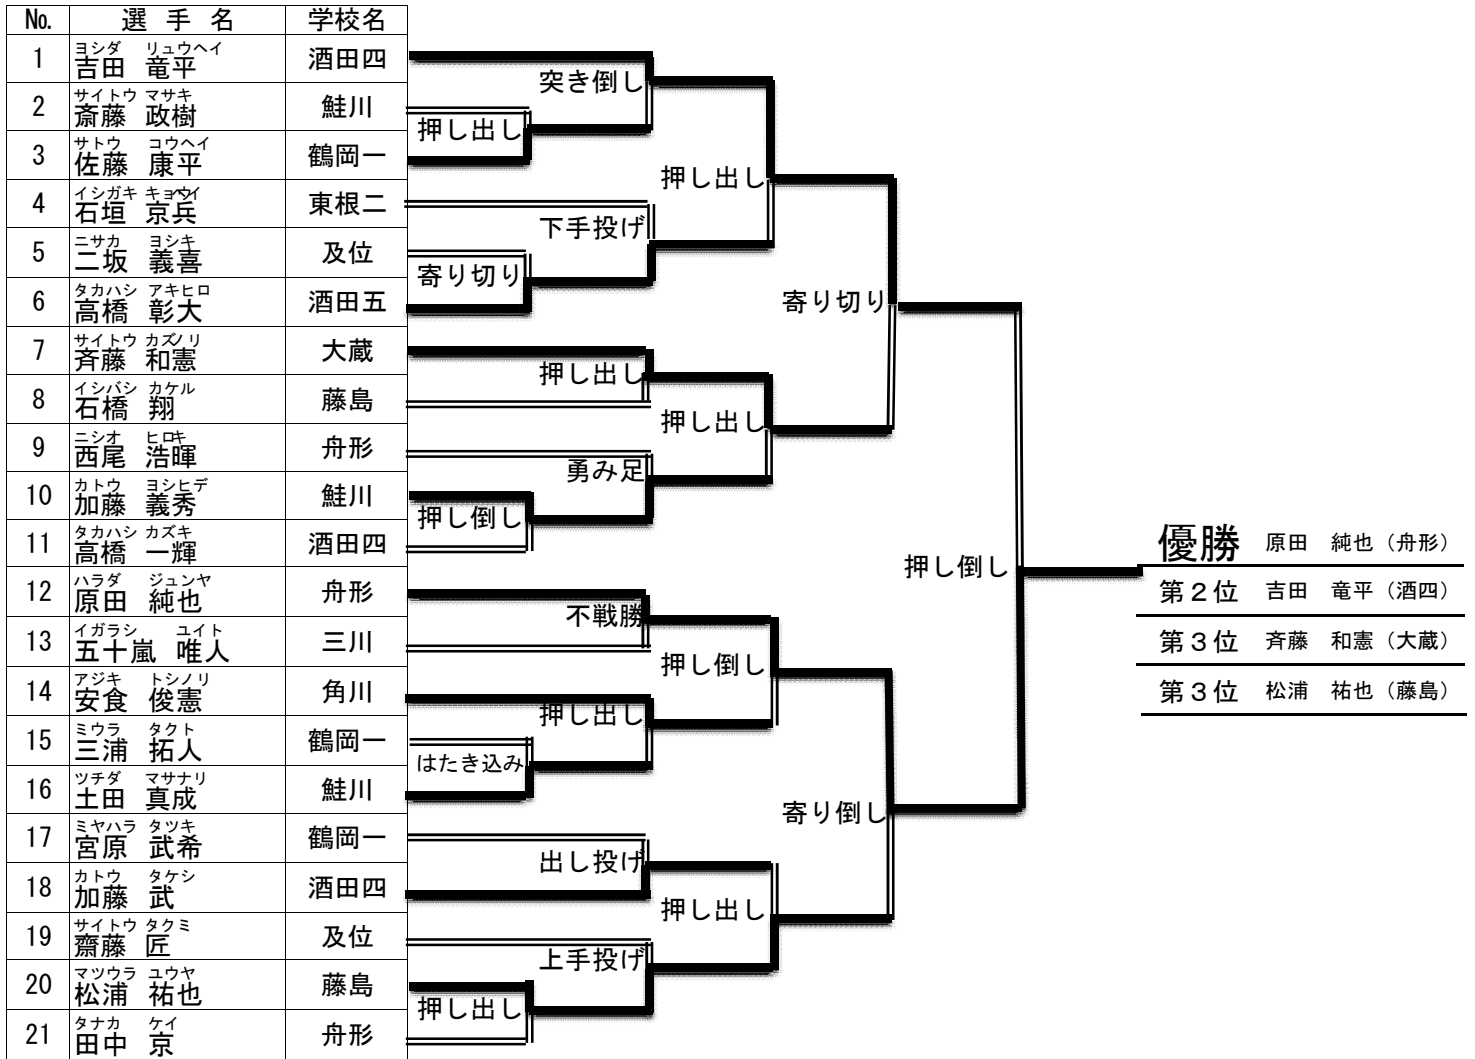 No. 選手名 学校名
1 ヨシダ リュウヘイ 吉田 竜平 酒田四
2 サイトウ マサキ 斎藤 政樹 鮭川
3 サトウ コウヘイ 佐藤 康平 鶴岡一
4 イシガキ 石垣 京兵 東根二
5 ニサカ ヨシキ 二坂 義喜 及位
6 タカハシ アキヒロ 高橋 彰大 酒田五
7 サイトウ カズノリ 斉藤 和憲 大蔵
8 イシバシ カケル 石橋 翔 藤島
9 ニシオ ヒロキ 西尾 浩暉 舟形
10 カトウ ヨシヒデ 加藤 義秀 鮭川
11 タカハシ カズキ 高橋 一輝 酒田四
12 ハラダ ジュンヤ 原田 純也 舟形
13 イガラシ ユイト 五十嵐 唯人 三川
14 アジキ トシノリ 安食 俊憲 角川
15 ミウラ タクト 三浦 拓人 鶴岡一
16 ツチダ マサナリ 土田 真成 鮭川
17 ミヤハラ タツキ 宮原 武希 鶴岡一
18 カトウ タケシ 加藤 武 酒田四
19 サイトウ タクミ 齋藤 匠 及位
20 マツウラ ユウヤ 松浦 祐也 藤島
21 タナカ ケイ 田中 京 舟形
押し出し
寄り切り
押し倒し
はたき込み
押し出し
突き倒し
下手投げ
押し出し
勇み足
不戦勝
押し出し
出し投げ
上手投げ
押し出し
押し出し
押し倒し
押し出し
寄り切り
寄り倒し
押し倒し
優勝 原田 純也（舟形）
第２位 吉田 竜平（酒四）
第３位 斉藤 和憲（大蔵）
第３位 松浦 祐也（藤島）